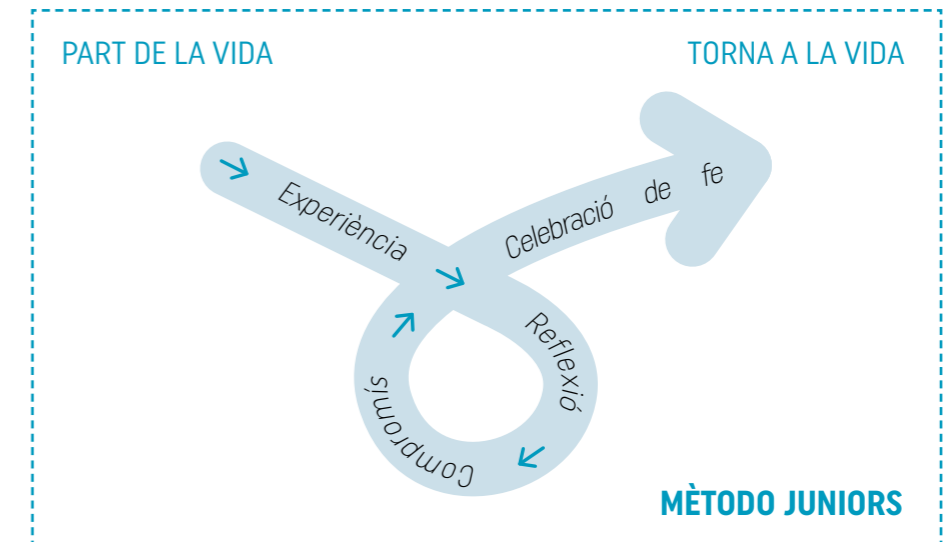 PART DE LA VIDA
TORNA A LA VIDA
Experiència
Reflexió
Compromís
Celebració de fe
MÈTODO JUNIORS